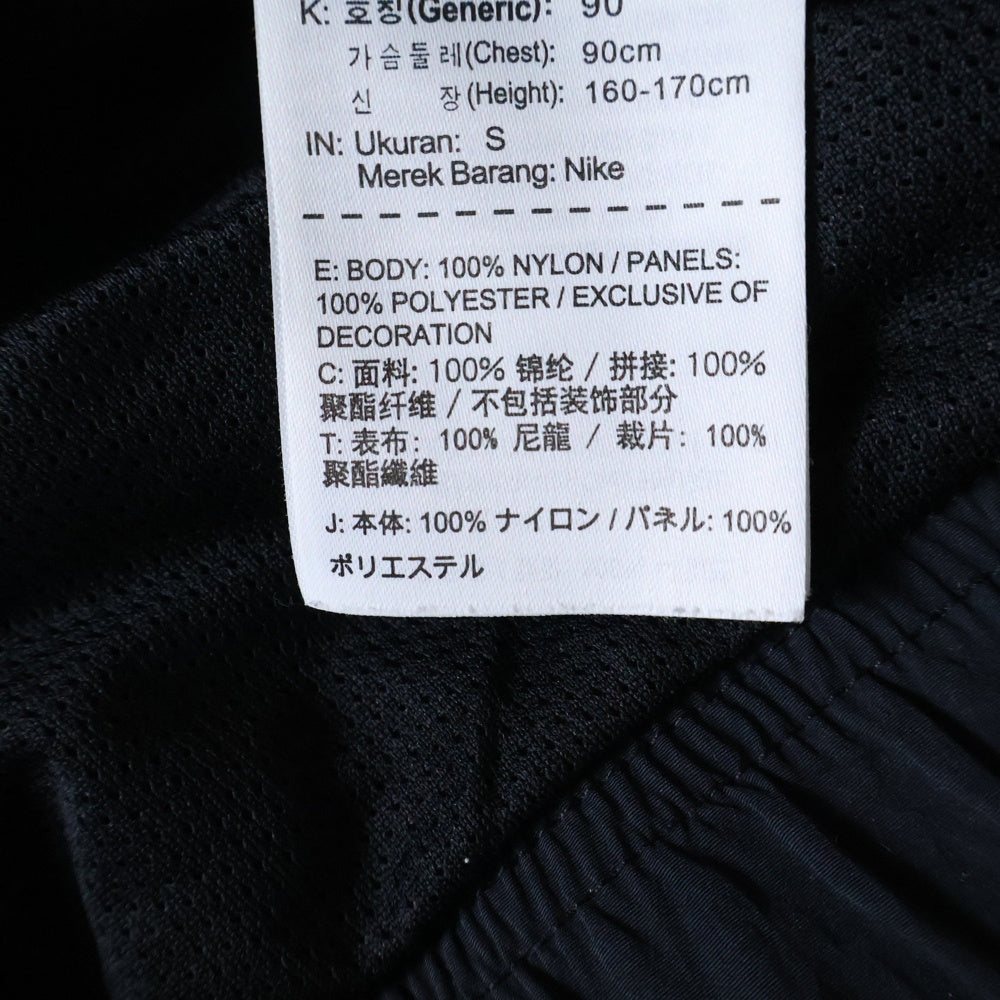 K: 호칭(Generic): 90
가슴둘레(Chest): 90cm
신 장(Height): 160-170cm
IN: Ukuran: S
Merek Barang: Nike
E: BODY: 100% NYLON / PANELS:
100% POLYESTER / EXCLUSIVE OF
DECORATION
C: 面料: 100% 锦纶 / 拼接: 100%
聚酯纤维 / 不包括装饰部分
T: 表布: 100% 尼龍 / 裁片: 100%
聚酯纖維
J: 本体: 100% ナイロン / パネル: 100%
ポリエステル